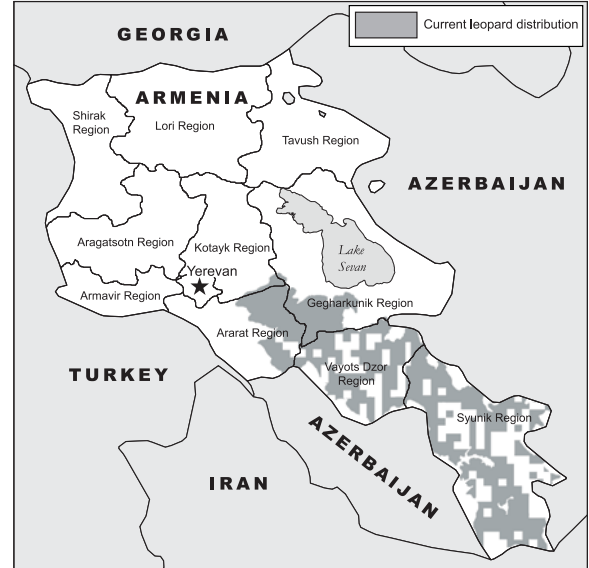 Current leopard distribution
GEORGIA
ARMENIA
Shirak
Region
Lori Region
Tavush Region
AZERBAIJAN
Aragatsotn Region
Kotayk Region
Lake
Sevan
Yerevan
Armavir Region
Gegharkunik Region
Ararat Region
TURKEY
Vayots Dzor
Region
Syunik Region
AZERBAIJAN
IRAN